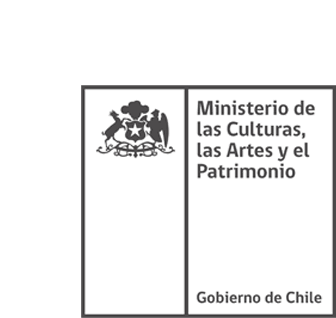 Ministerio de
las Culturas,
las Artes y el
Patrimonio
Gobierno de Chile